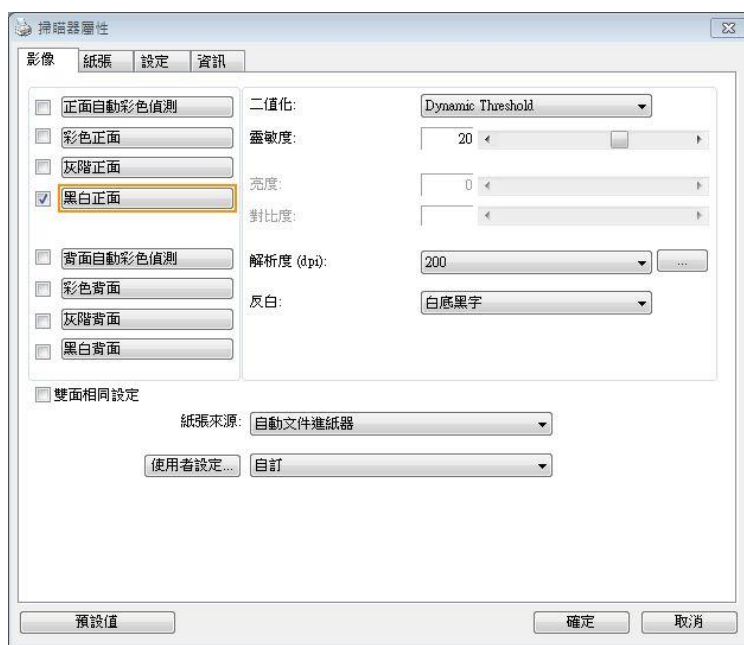 掃瞄器屬性
影像 紙張 設定 資訊
正面自動彩色偵測
彩色正面
灰階正面
黑白正面
背面自動彩色偵測
彩色背面
灰階背面
黑白背面
二值化: Dynamic Threshold
靈敏度: 20
亮度: 0
對比度:
解析度 (dpi): 200 ...
反白: 白底黑字
雙面相同設定
紙張來源: 自動文件進紙器
使用者設定... 自訂
預設值 確定 取消